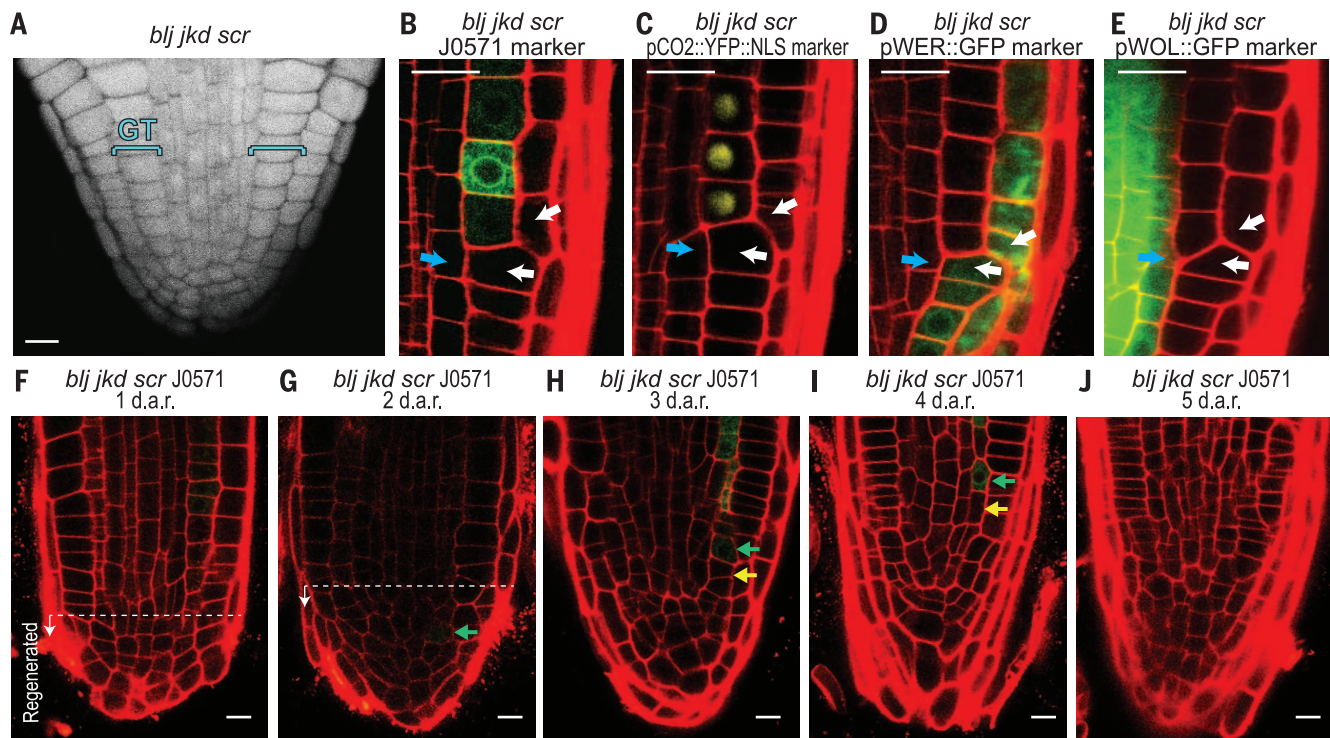 A
blj jkd scr
GT
B
blj jkd scr
J0571 marker
C
blj jkd scr
pCO2::YFP::NLS marker
D
blj jkd scr
pWER::GFP marker
E
blj jkd scr
pWOL::GFP marker
F
blj jkd scr J0571
1 d.a.r.
Regenerated
G
blj jkd scr J0571
2 d.a.r.
H
blj jkd scr J0571
3 d.a.r.
I
blj jkd scr J0571
4 d.a.r.
J
blj jkd scr J0571
5 d.a.r.